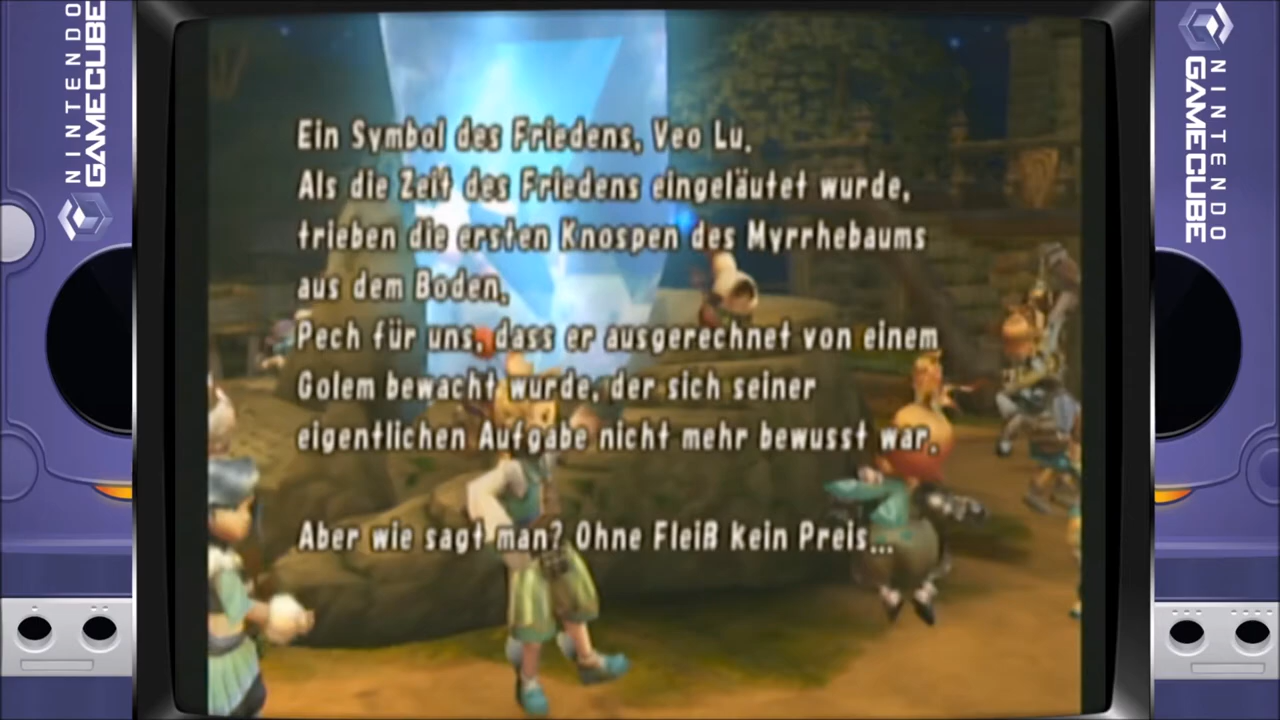 NINTENDO
GAMECUBE
Ein Symbol des Friedens, Veo Lu.
Als die Zeit des Friedens eingeläutet wurde,
trieben die ersten Knospen des Myrrhebaums
aus dem Boden.
Pech für uns, dass er ausgerechnet von einem
Golem bewacht wurde, der sich seiner
eigentlichen Aufgabe nicht mehr bewusst war.
Aber wie sagt man? Ohne Fleiß kein Preis...
NINTENDO
GAMECUBE